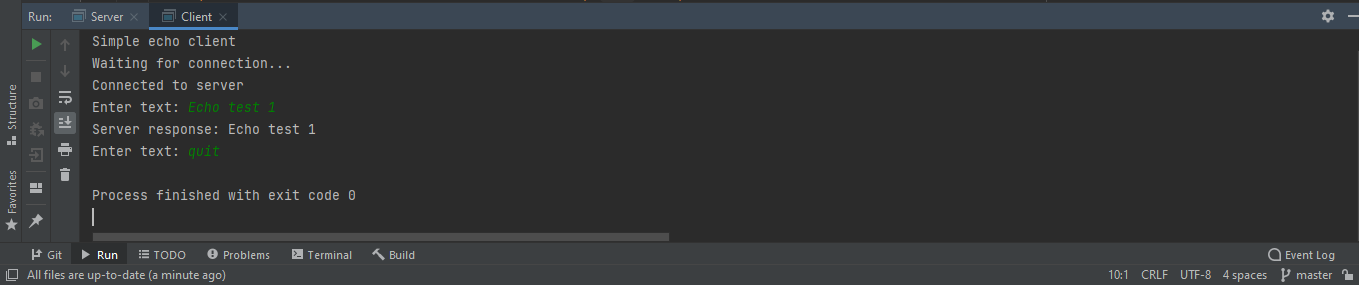 Run: Server Client
Structure
Favorites
Simple echo client
Waiting for connection...
Connected to server
Enter text: Echo test 1
Server response: Echo test 1
Enter text: quit
Process finished with exit code 0
Git Run TODO Problems Terminal Build Event Log
All files are up-to-date (a minute ago) 10:1 CRLF UTF-8 4 spaces master